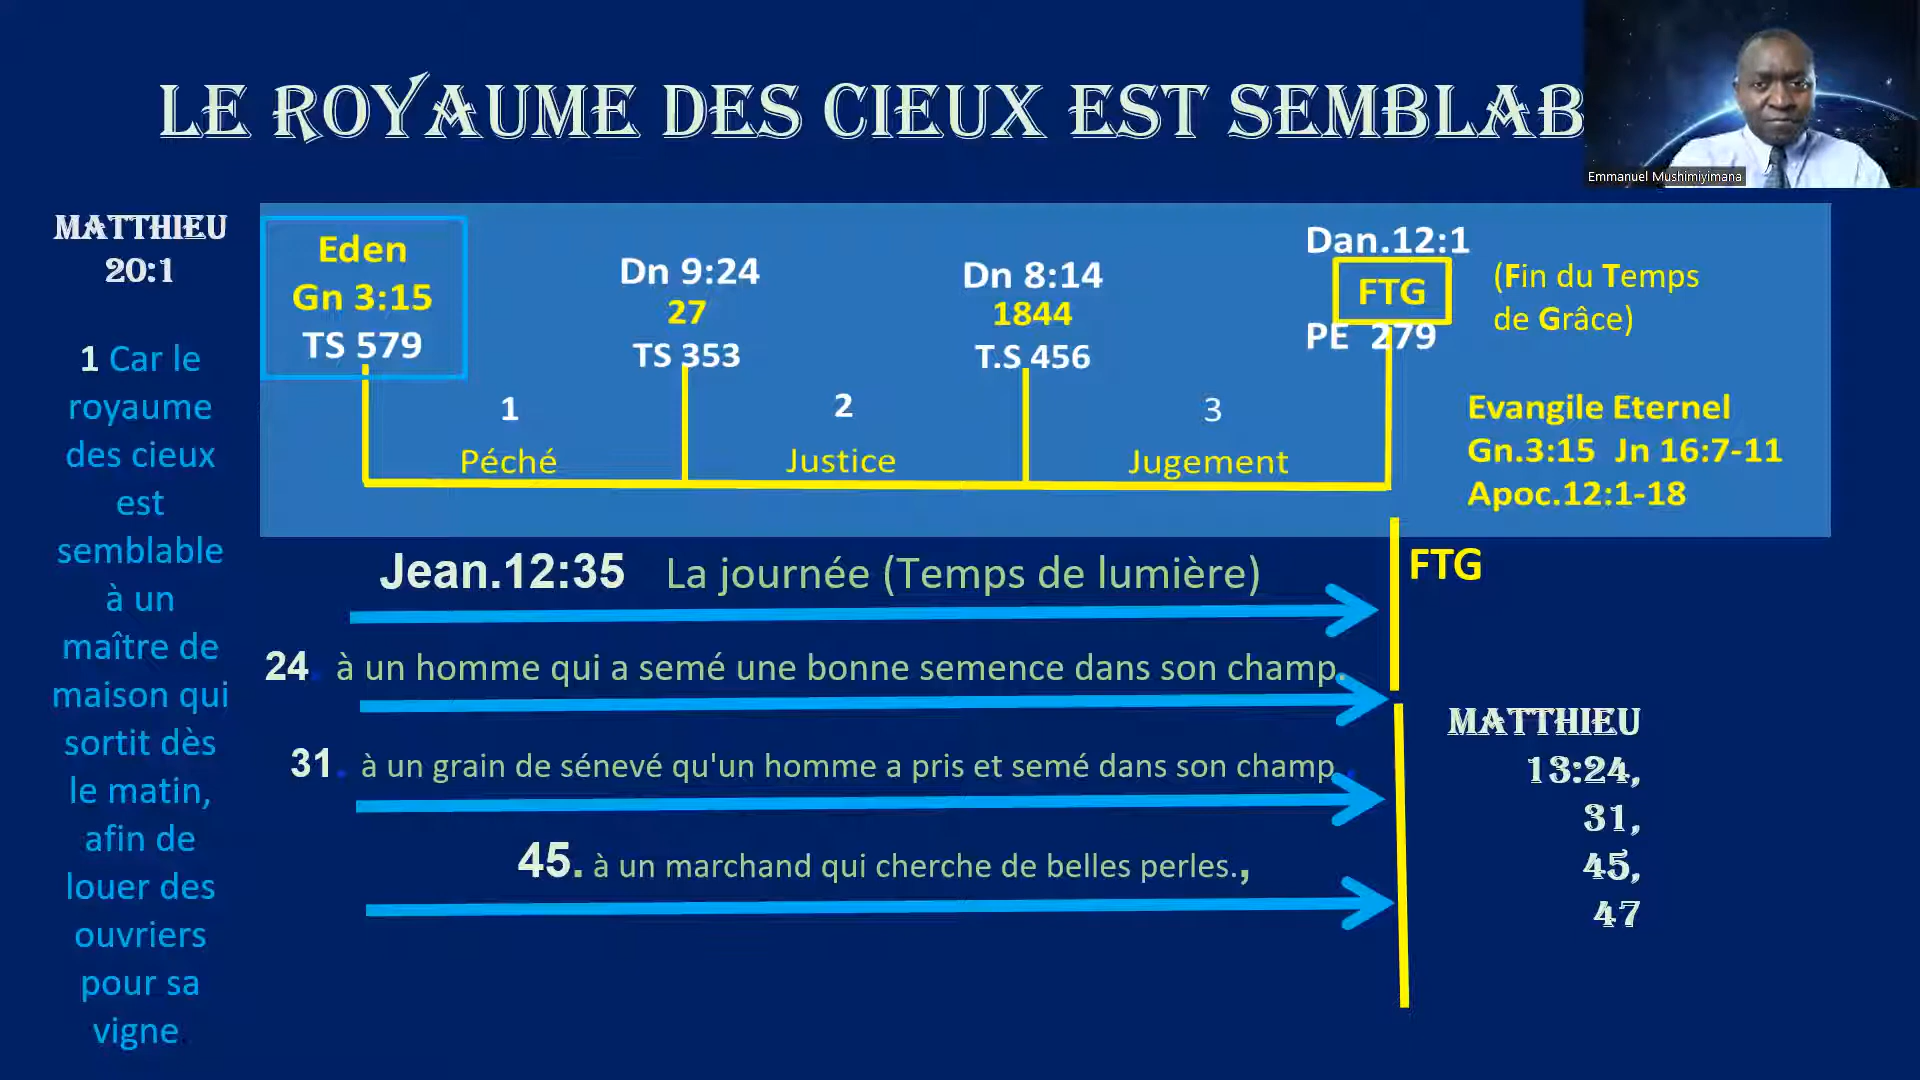 LE ROYAUME DES CIEUX EST SEMBLAB
Emmanuel Mushimiyimana
MATTHIEU
20:1
1 Car le
royaume
des cieux
est
semblable
à un
maître de
maison qui
sortit dès
le matin,
afin de
louer des
ouvriers
pour sa
vigne.
Eden
Gn 3:15
TS 579
Dn 9:24
27
TS 353
Dn 8:14
1844
T.S 456
Dan.12:1
FTG
PE 279
(Fin du Temps
de Grâce)
1
Péché
2
Justice
3
Jugement
Evangile Eternel
Gn.3:15 Jn 16:7-11
Apoc.12:1-18
Jean.12:35 La journée (Temps de lumière)
FTG
24. à un homme qui a semé une bonne semence dans son champ.
31. à un grain de sénevé qu'un homme a pris et semé dans son champ.
45. à un marchand qui cherche de belles perles.,
MATTHIEU
13:24,
31,
45,
47